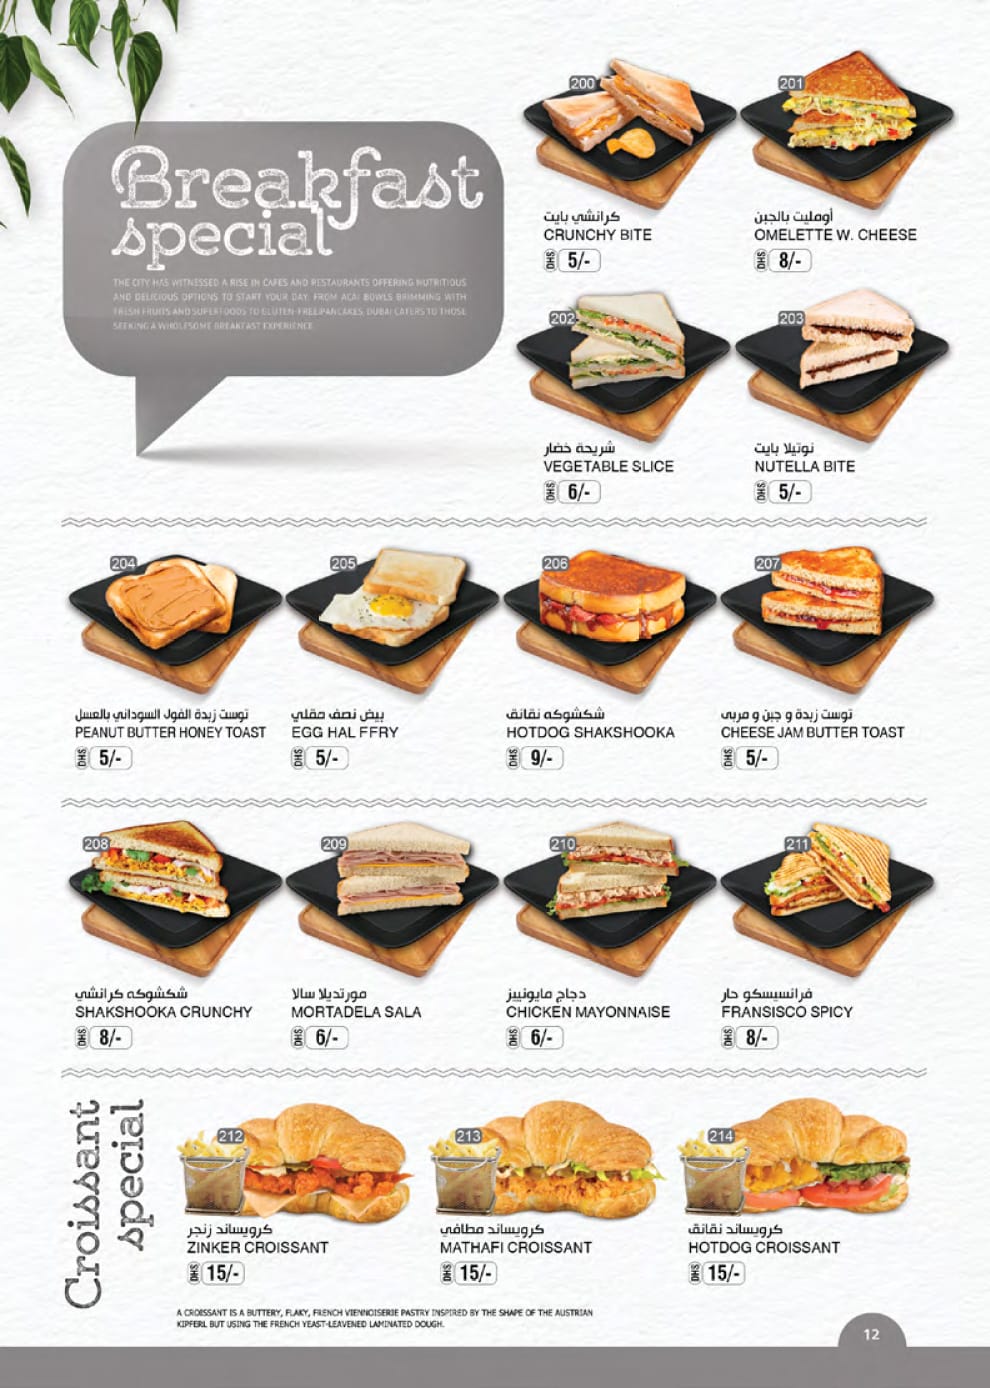 Breakfast
special
THE CITY HAS WITNESSED A RISE IN CAFES AND RESTAURANTS OFFERING NUTRITIOUS
AND DELICIOUS OPTIONS TO START YOUR DAY. FROM ACAI BOWLS BRIMMING WITH
FRESH FRUITS AND SUPERFOODS TO GLUTEN-FREE PANCAKES, DUBAI CATERS TO THOSE
SEEKING A WHOLESOME BREAKFAST EXPERIENCE
200
كرانشي بايت
CRUNCHY BITE
DHS 5/-
201
أومليت بالجبن
OMELETTE W. CHEESE
DHS 8/-
202
شريحة خضار
VEGETABLE SLICE
DHS 6/-
203
نوتيلا بايت
NUTELLA BITE
DHS 5/-
204
توست زبدة الفول السوداني بالعسل
PEANUT BUTTER HONEY TOAST
DHS 5/-
205
بيض نصف مقلي
EGG HAL FFRY
DHS 5/-
206
شكشوكه نقانق
HOTDOG SHAKSHOOKA
DHS 9/-
207
توست زبدة و جبن و مربى
CHEESE JAM BUTTER TOAST
DHS 5/-
208
شكشوكه كرانشي
SHAKSHOOKA CRUNCHY
DHS 8/-
209
مورتديلا سالا
MORTADELA SALA
DHS 6/-
210
دجاج مايونييز
CHICKEN MAYONNAISE
DHS 6/-
211
فرانسيسكو حار
FRANSISCO SPICY
DHS 8/-
Croissant
special
212
كرويساند زنجر
ZINKER CROISSANT
DHS 15/-
213
كرويساند مطافي
MATHAFI CROISSANT
DHS 15/-
214
كرويساند نقانق
HOTDOG CROISSANT
DHS 15/-
A CROISSANT IS A BUTTERY, FLAKY, FRENCH VIENNOISERIE PASTRY INSPIRED BY THE SHAPE OF THE AUSTRIAN
KIPFERL BUT USING THE FRENCH YEAST-LEAVENED LAMINATED DOUGH.
12